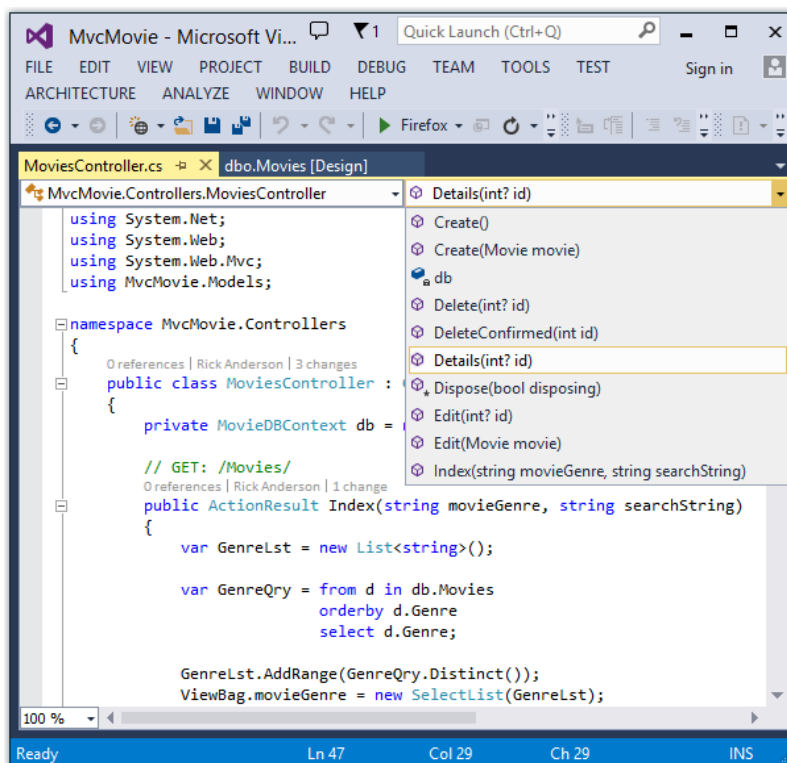 MvcMovie - Microsoft Vi... 1 Quick Launch (Ctrl+Q)
FILE EDIT VIEW PROJECT BUILD DEBUG TEAM TOOLS TEST Sign in
ARCHITECTURE ANALYZE WINDOW HELP
Firefox
MoviesController.cs dbo.Movies [Design]
MvcMovie.Controllers.MoviesController Details(int? id)
using System.Net;
using System.Web;
using System.Web.Mvc;
using MvcMovie.Models;
namespace MvcMovie.Controllers
{
0 references | Rick Anderson | 3 changes
public class MoviesController :
{
private MovieDBContext db =
// GET: /Movies/
0 references | Rick Anderson | 1 change
public ActionResult Index(string movieGenre, string searchString)
{
var GenreLst = new List<string>();
var GenreQry = from d in db.Movies
orderby d.Genre
select d.Genre;
GenreLst.AddRange(GenreQry.Distinct());
ViewBag.movieGenre = new SelectList(GenreLst);
Create()
Create(Movie movie)
db
Delete(int? id)
DeleteConfirmed(int id)
Details(int? id)
Dispose(bool disposing)
Edit(int? id)
Edit(Movie movie)
Index(string movieGenre, string searchString)
100 %
Ready Ln 47 Col 29 Ch 29 INS